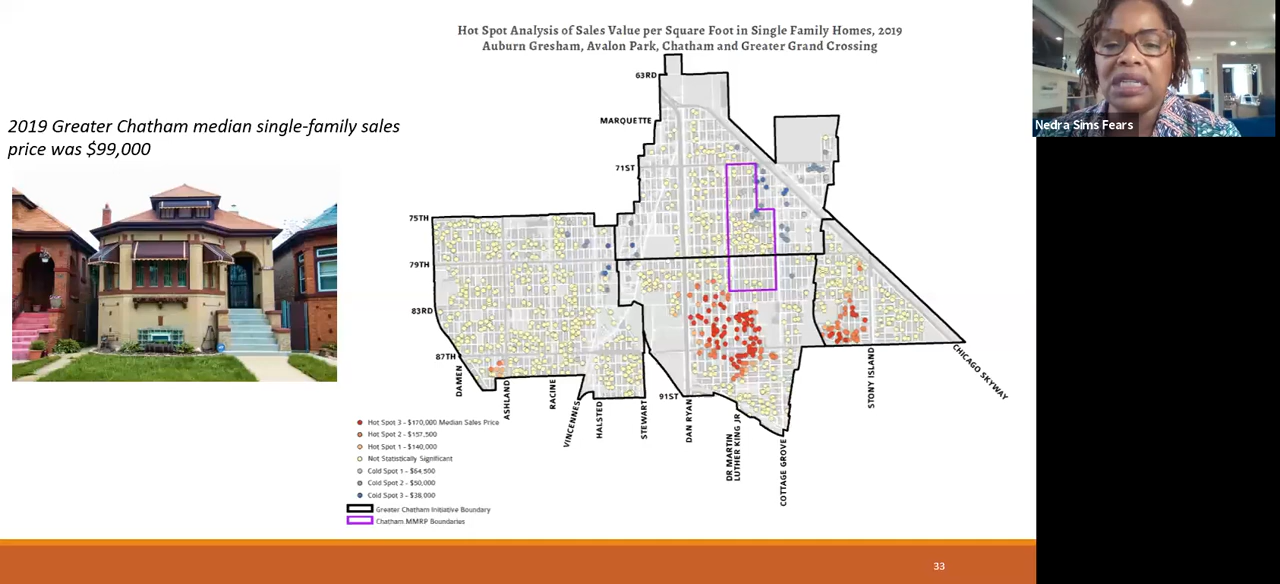 Hot Spot Analysis of Sales Value per Square Foot in Single Family Homes, 2019
Auburn Gresham, Avalon Park, Chatham and Greater Grand Crossing
2019 Greater Chatham median single-family sales
price was $99,000
Nedra Sims Fears
63RD
MARQUETTE
71ST
75TH
79TH
83RD
87TH
91ST
DAMEN
ASHLAND
RACINE
VINCENNES
HALSTED
STEWART
DAN RYAN
DR MARTIN
LUTHER KING JR
COTTAGE GROVE
STONY ISLAND
CHICAGO SKYWAY
Hot Spot 3 - $170,000 Median Sales Price
Hot Spot 2 - $157,500
Hot Spot 1 - $140,000
Not Statistically Significant
Cold Spot 1 - $64,500
Cold Spot 2 - $50,000
Cold Spot 3 - $38,000
Greater Chatham Initiative Boundary
Chatham MMRP Boundaries
33